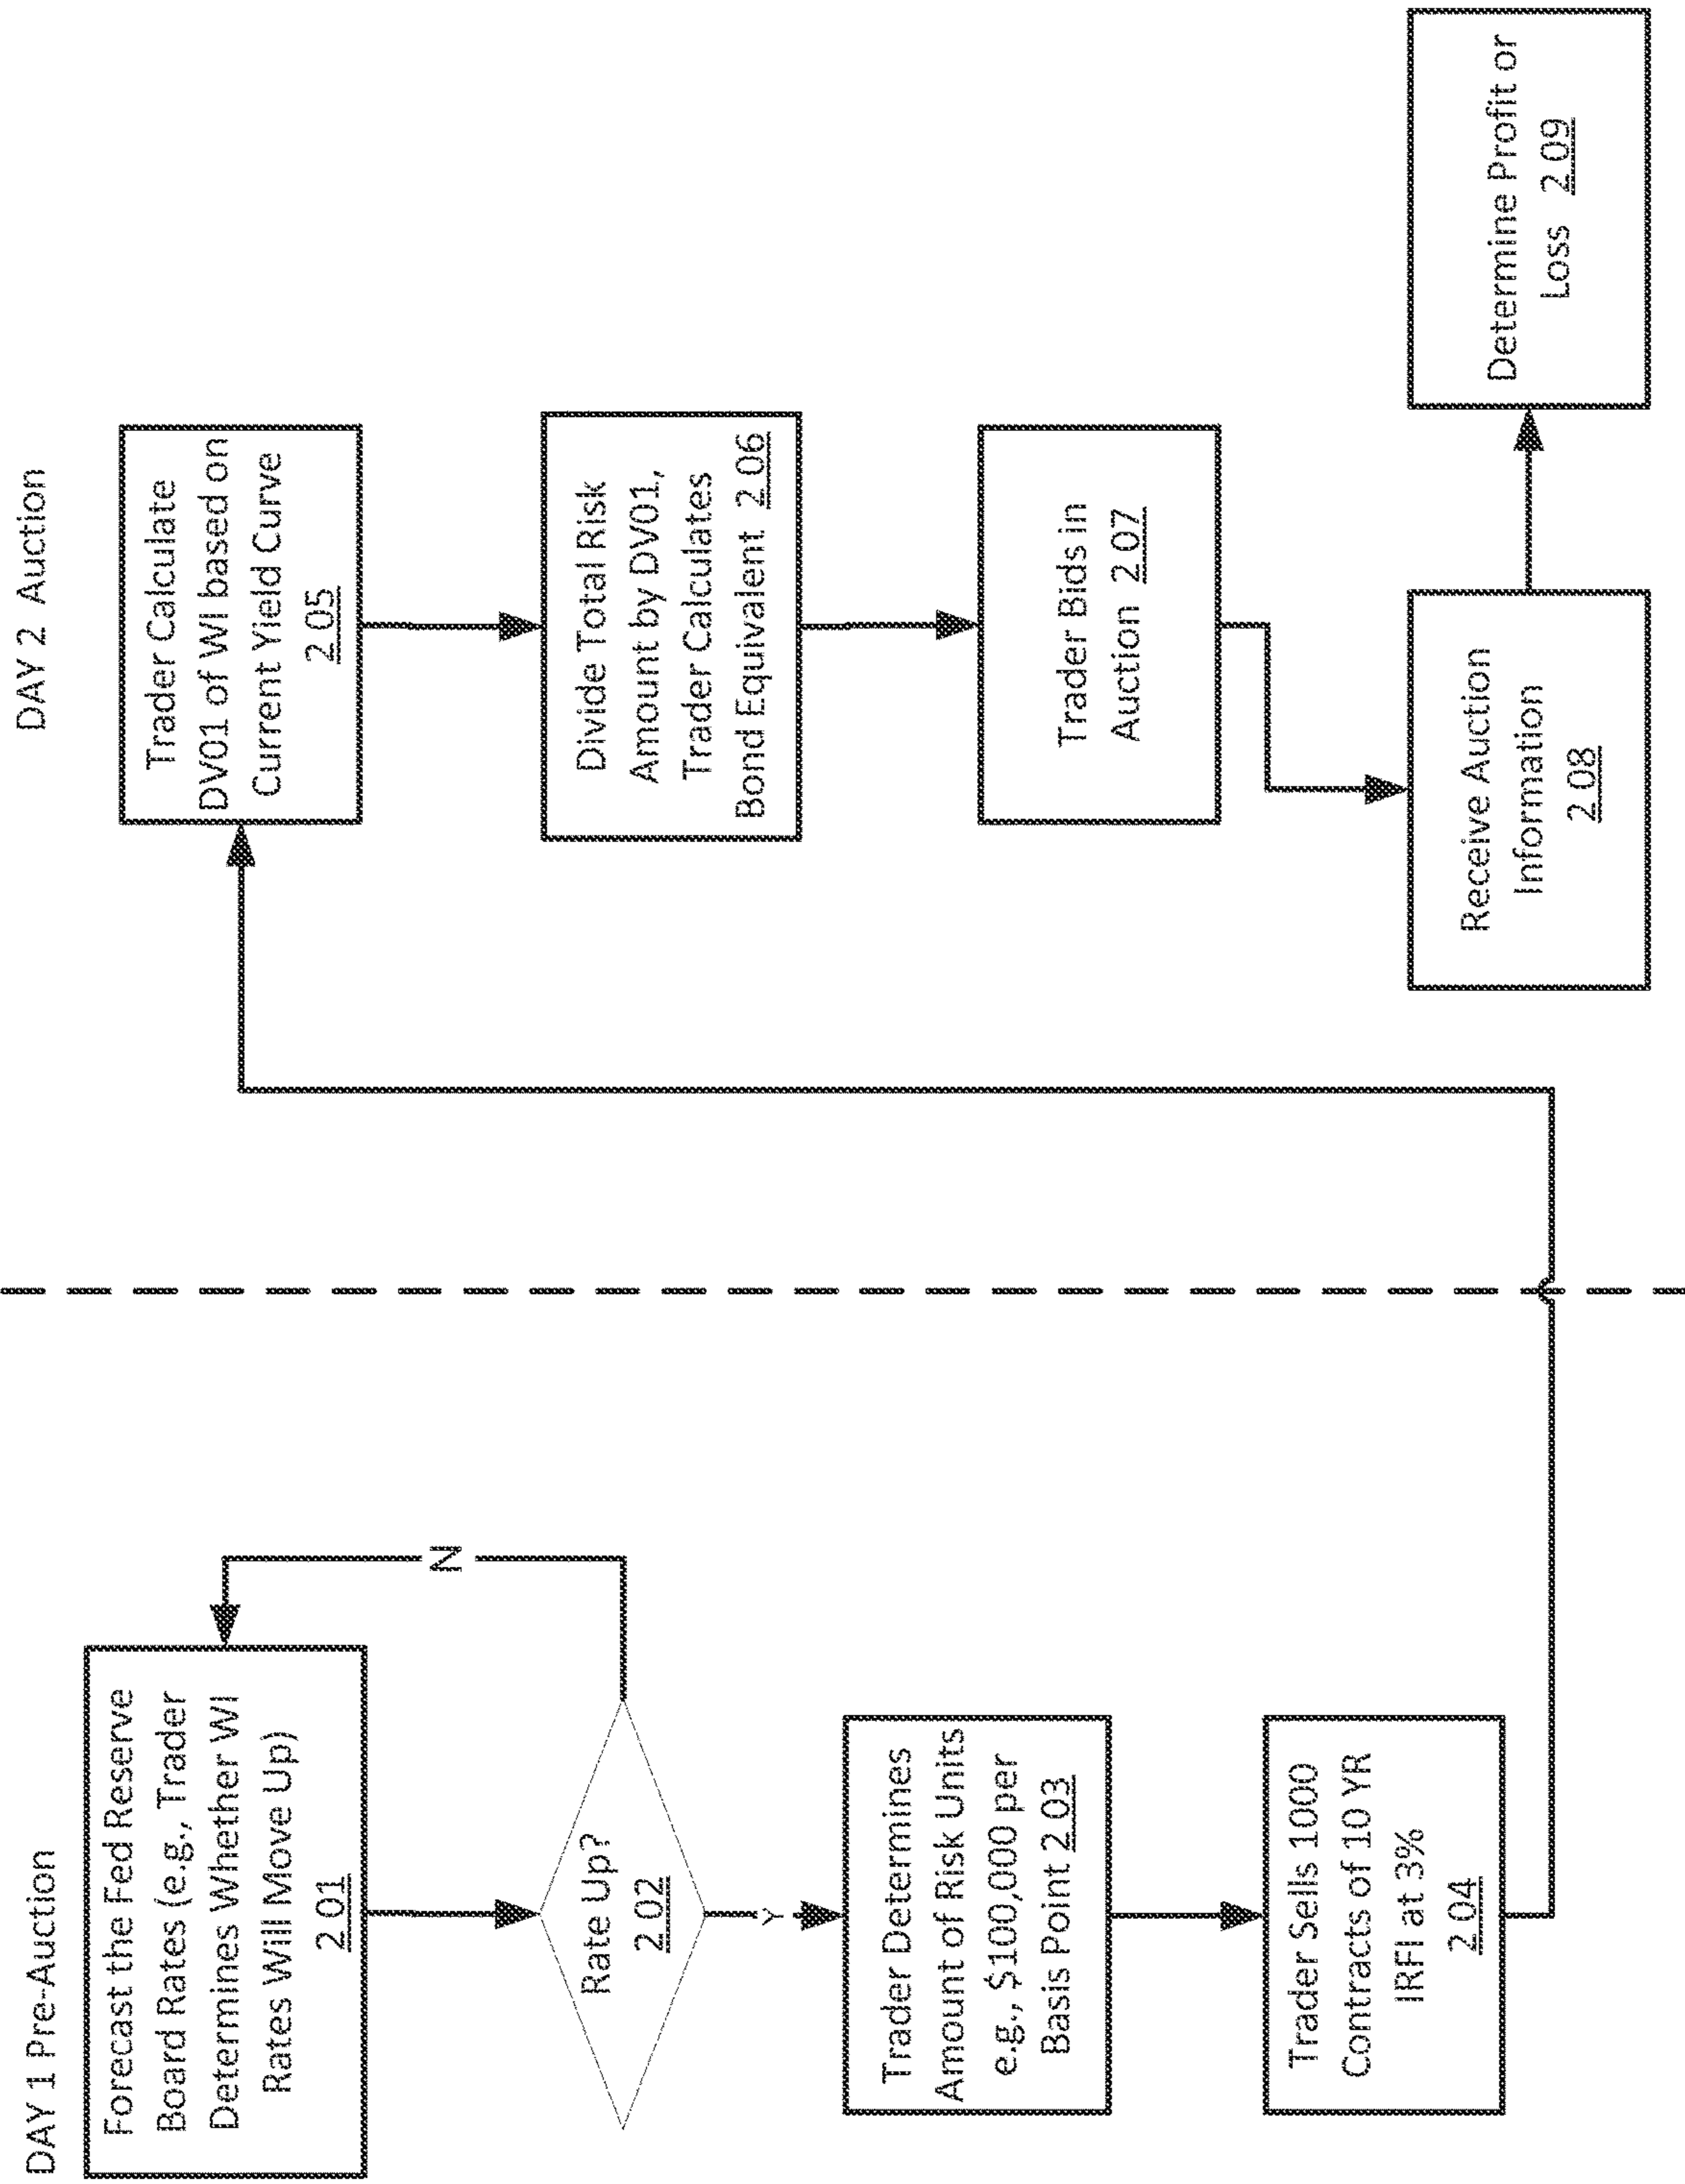 DAY 1 Pre-Auction
Forecast the Fed Reserve
Board Rates (e.g., Trader
Determines Whether WI
Rates Will Move Up)
2 01
Rate Up?
2 02
N
Y
Trader Determines
Amount of Risk Units
e.g., $100,000 per
Basis Point 2 03
Trader Sells 1000
Contracts of 10 YR
IRFI at 3%
2 04
DAY 2 Auction
Trader Calculate
DV01 of WI based on
Current Yield Curve
2 05
Divide Total Risk
Amount by DV01,
Trader Calculates
Bond Equivalent 2 06
Trader Bids in
Auction 2 07
Receive Auction
Information
2 08
Determine Profit or
Loss 2 09